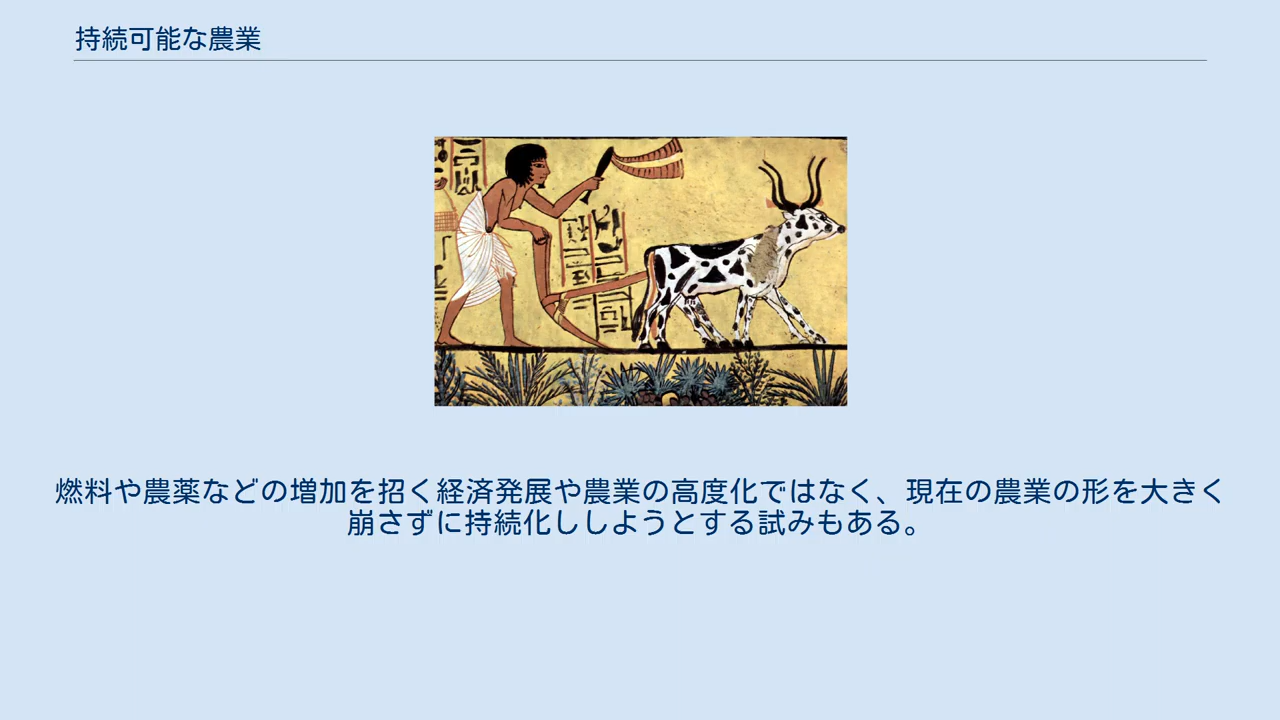 持続可能な農業
燃料や農薬などの増加を招く経済発展や農業の高度化ではなく、現在の農業の形を大きく
崩さずに持続化ししようとする試みもある。